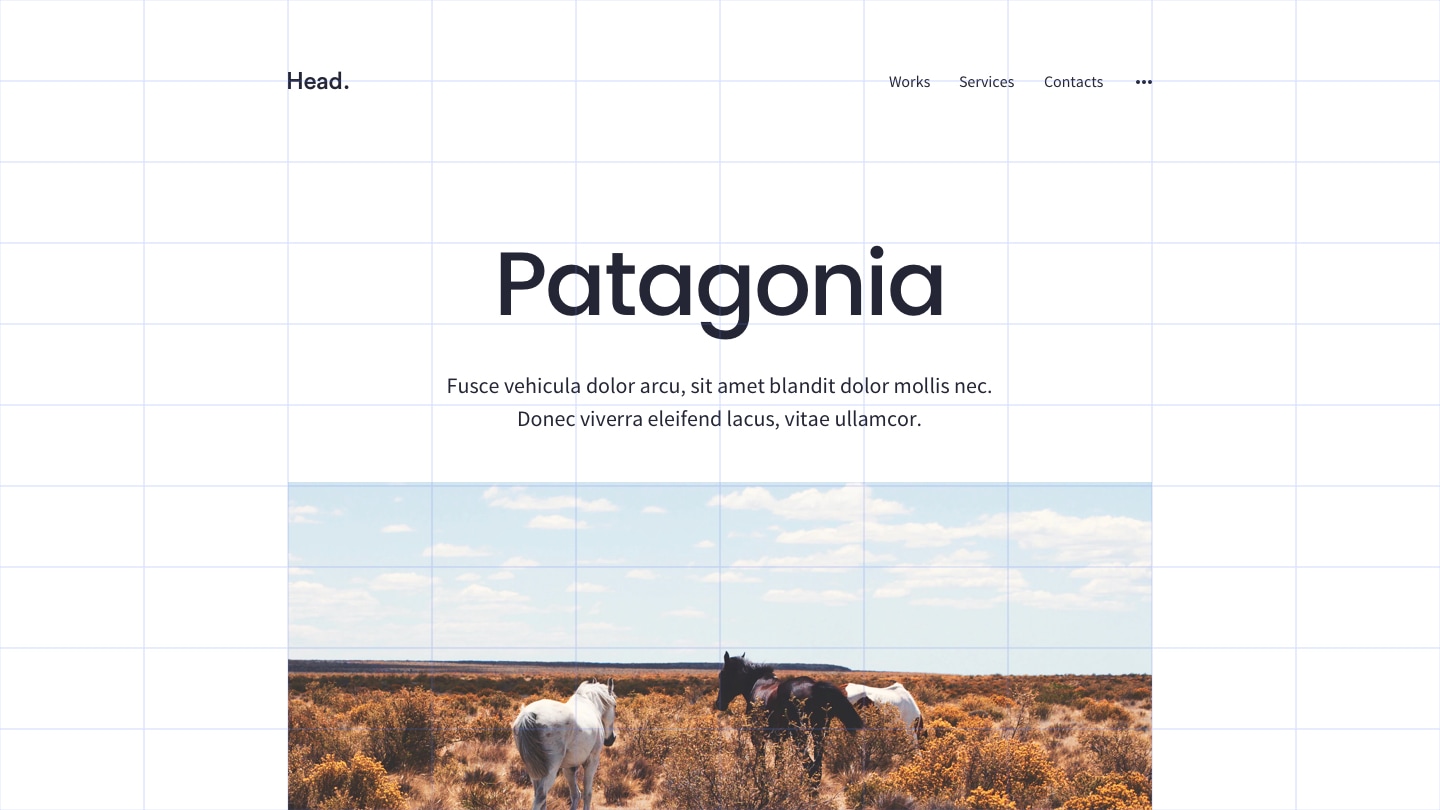 Head.
Works Services Contacts •••
Patagonia
Fusce vehicula dolor arcu, sit amet blandit dolor mollis nec.
Donec viverra eleifend lacus, vitae ullamcor.